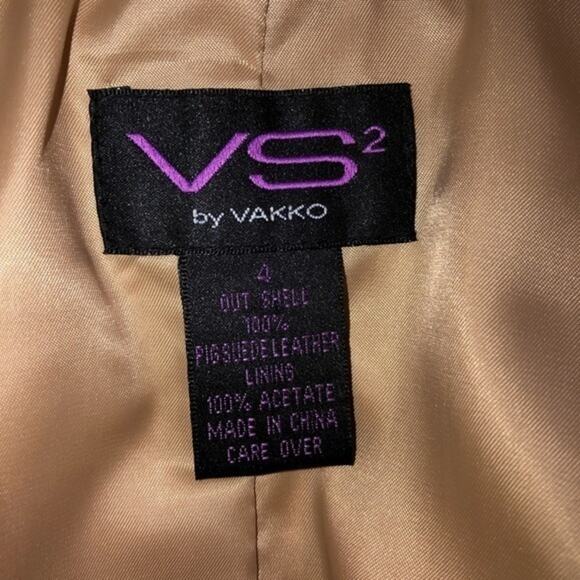 VS²
by VAKKO
4
OUT SHELL
100%
PIGSUEDELEATHER
LINING
100% ACETATE
MADE IN CHINA
CARE OVER